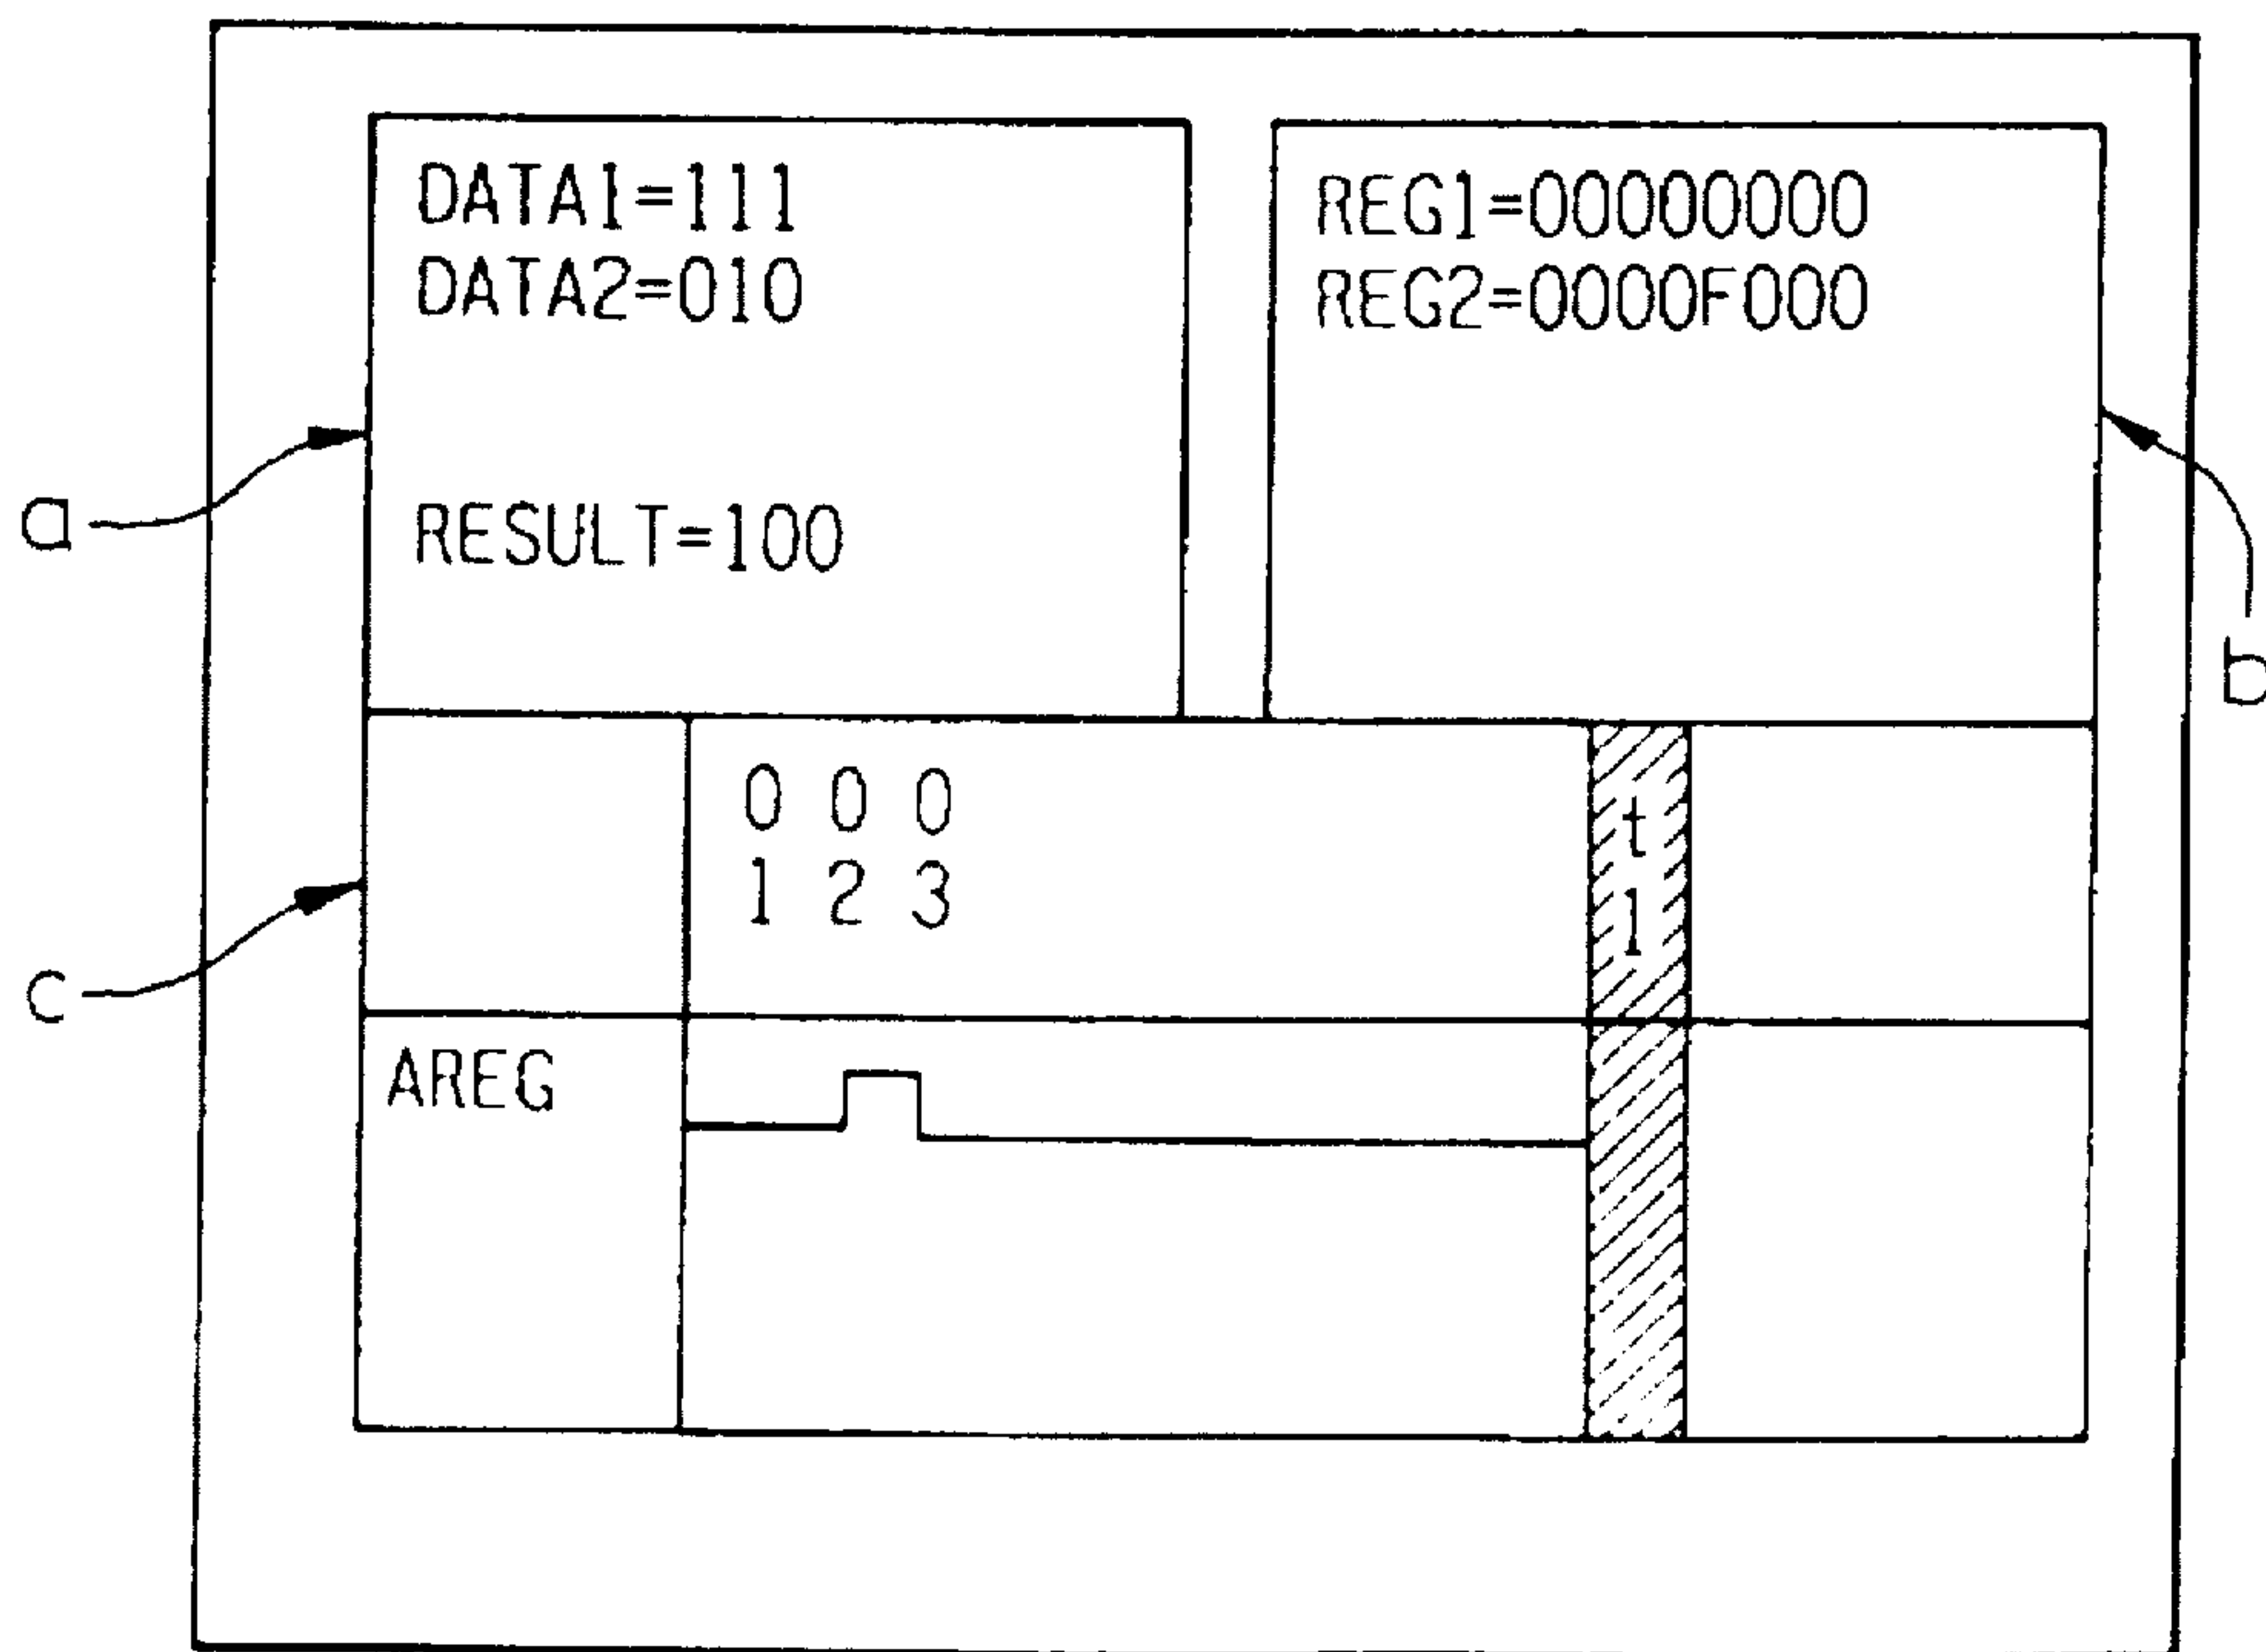 DATA1=111
DATA2=010
RESULT=100
REG1=00000000
REG2=0000F000
a
b
0 0 0
1 2 3
t
1
c
AREG